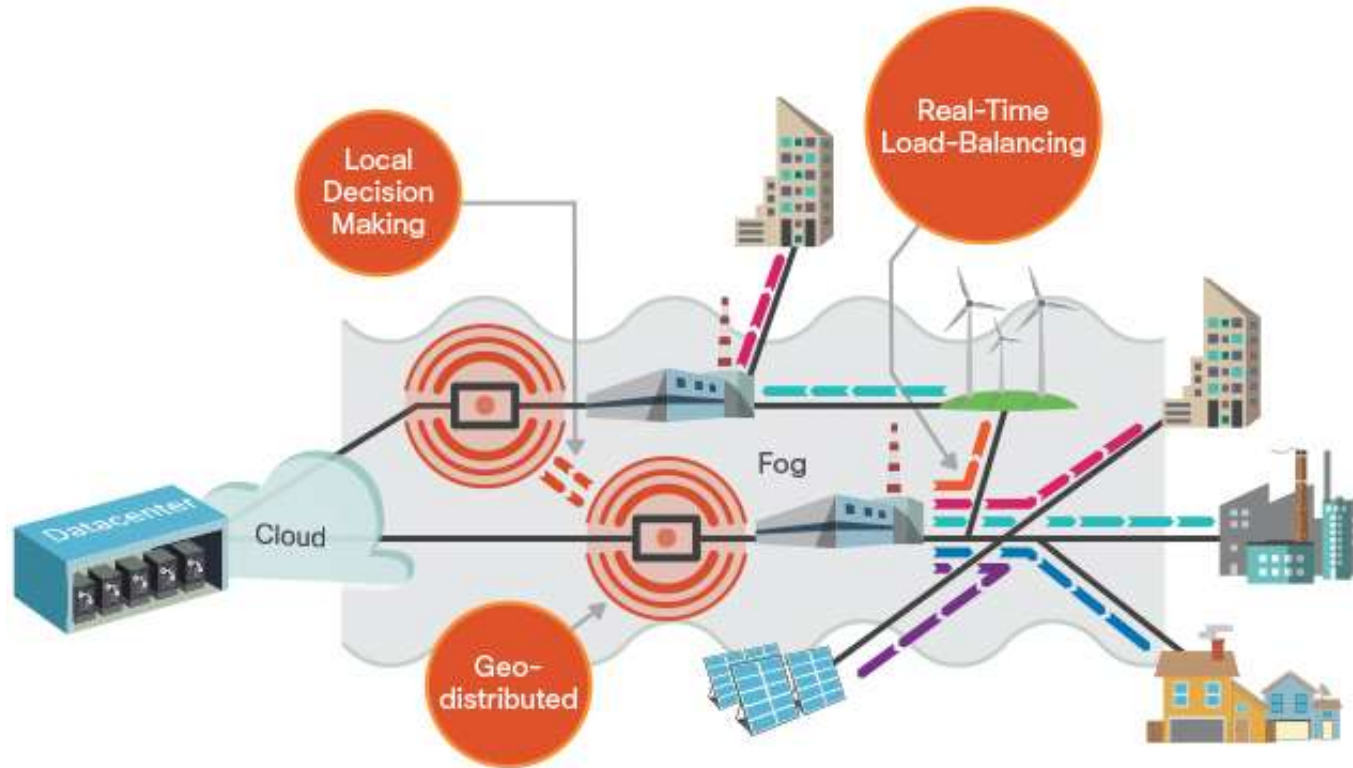 Real-Time
Load-Balancing
Local
Decision
Making
Fog
Datacenter
Cloud
Geo-
distributed